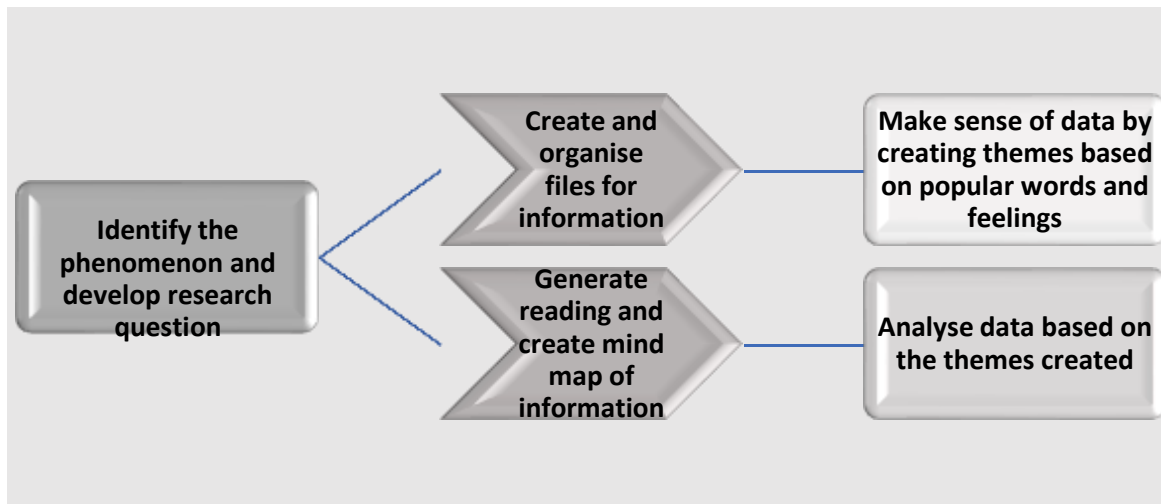 Identify the
phenomenon and
develop research
question
Create and
organise
files for
information
Make sense of data by
creating themes based
on popular words and
feelings
Generate
reading and
create mind
map of
information
Analyse data based on
the themes created